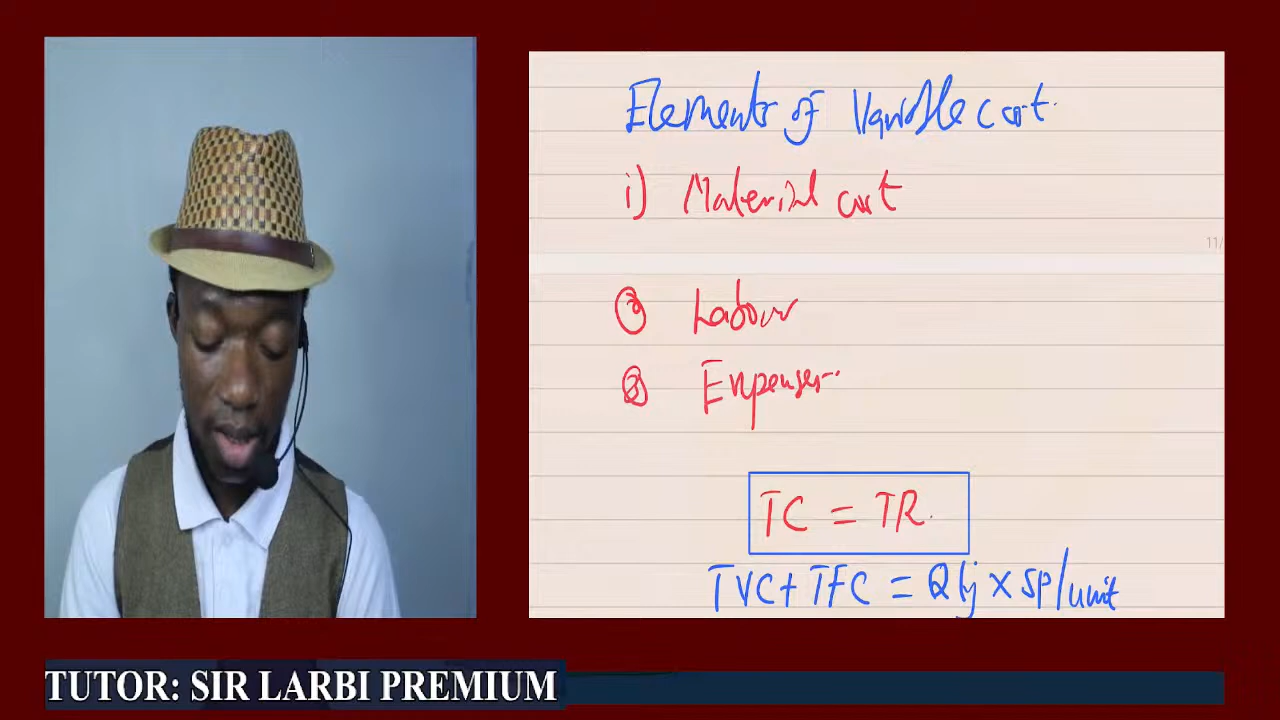 Elements of Variable cost.
i) Material cost
11/
② Labour
③ Expenses.
TC = TR.
TVC + TFC = Qty × SP/unit
TUTOR: SIR LARBI PREMIUM